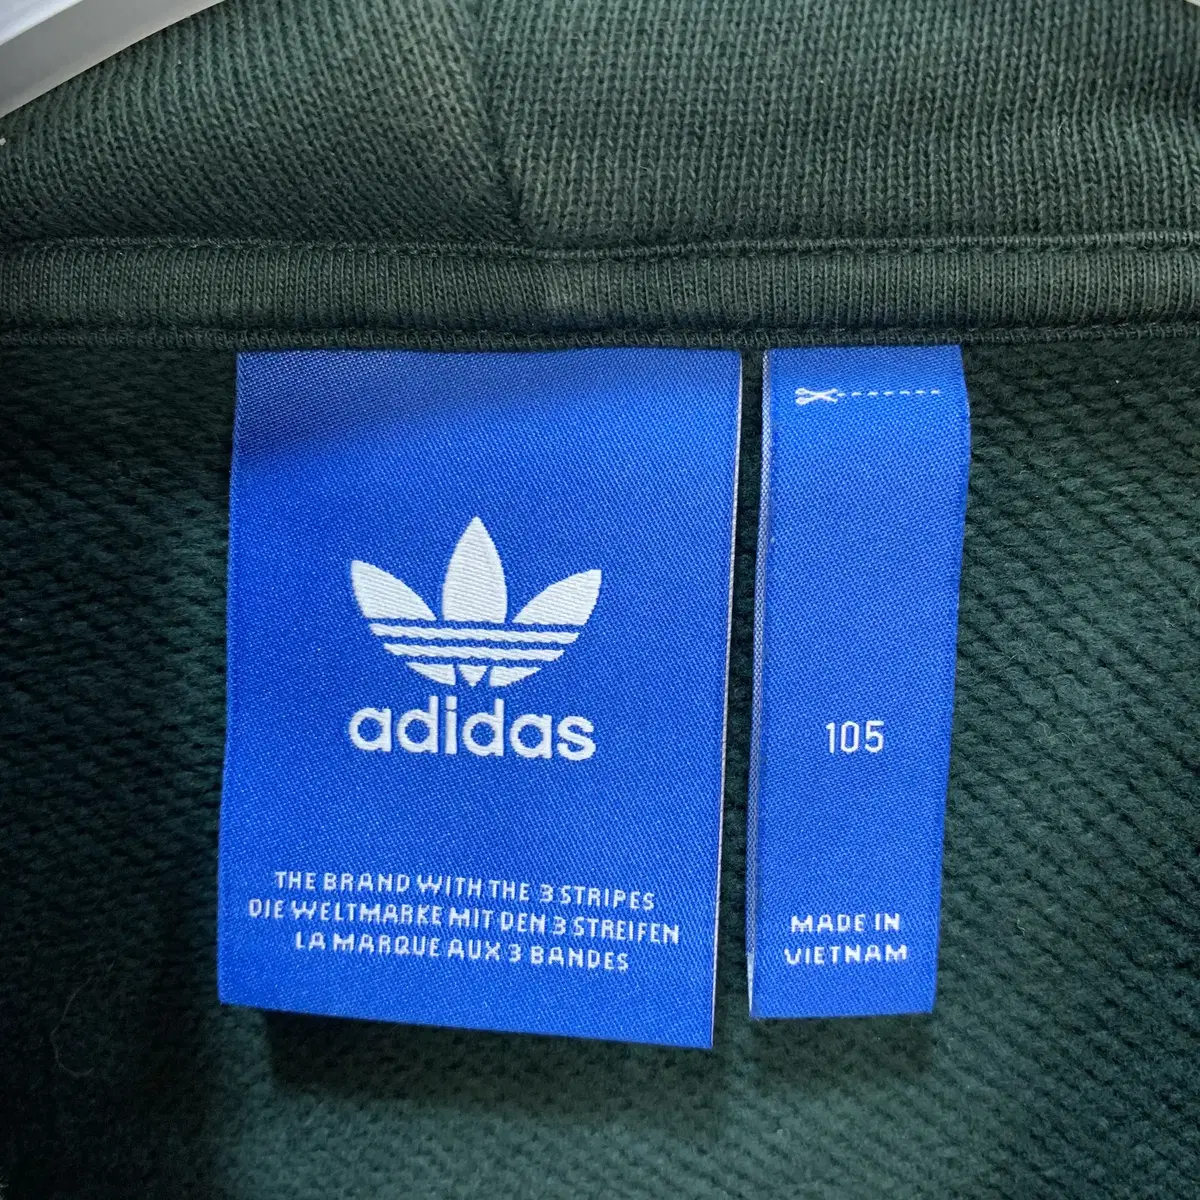 adidas
THE BRAND WITH THE 3 STRIPES
DIE WELTMARKE MIT DEN 3 STREIFEN
LA MARQUE AUX 3 BANDES
105
MADE IN
VIETNAM